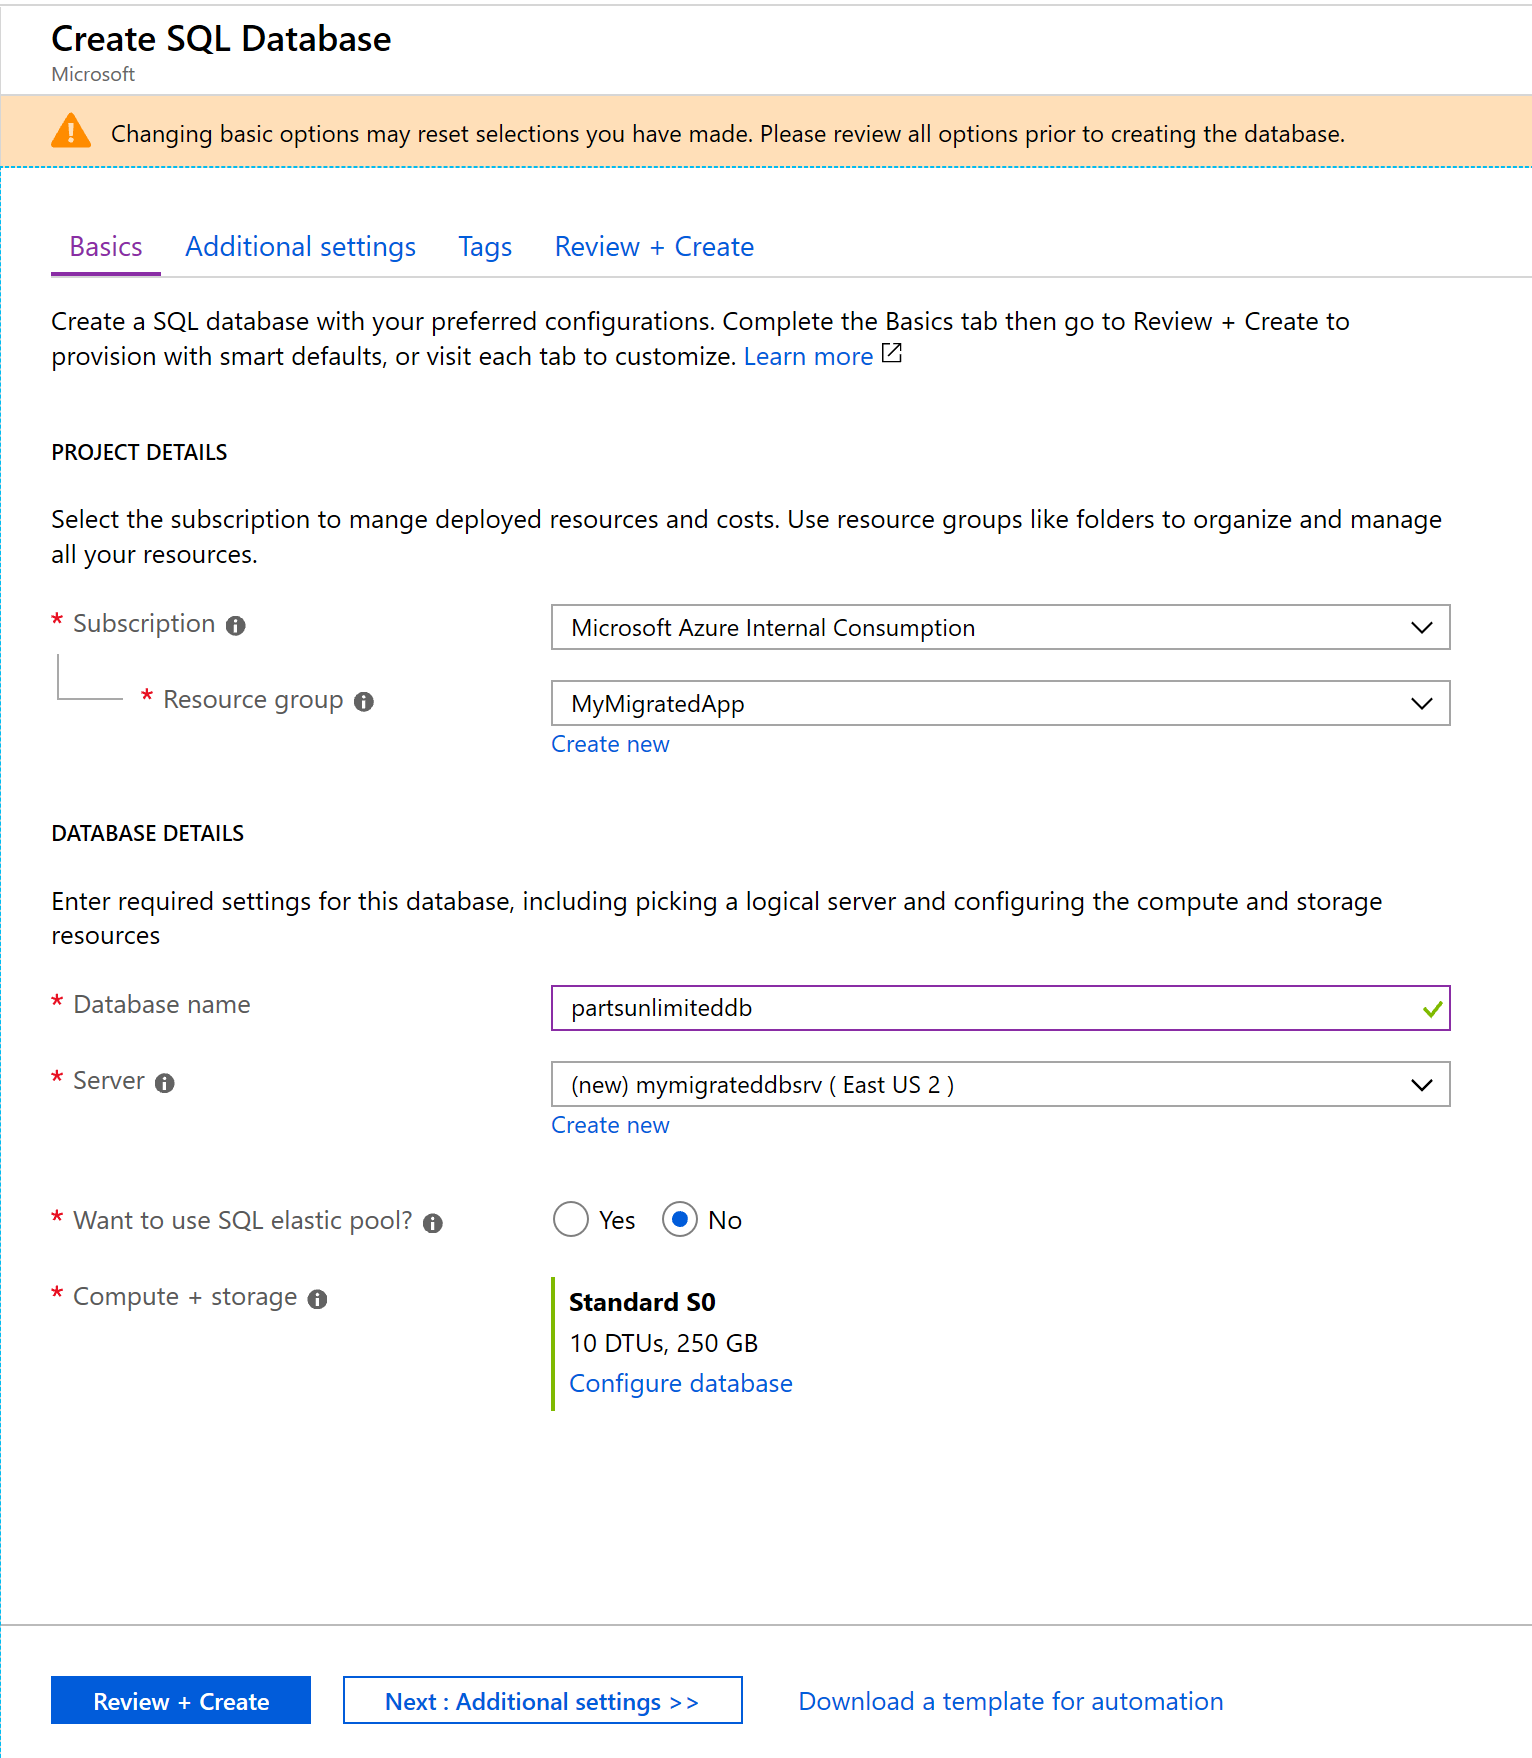 Create SQL Database
Microsoft
Changing basic options may reset selections you have made. Please review all options prior to creating the database.
Basics Additional settings Tags Review + Create
Create a SQL database with your preferred configurations. Complete the Basics tab then go to Review + Create to
provision with smart defaults, or visit each tab to customize. Learn more
PROJECT DETAILS
Select the subscription to mange deployed resources and costs. Use resource groups like folders to organize and manage
all your resources.
* Subscription Microsoft Azure Internal Consumption
* Resource group MyMigratedApp
Create new
DATABASE DETAILS
Enter required settings for this database, including picking a logical server and configuring the compute and storage
resources
* Database name partsunlimiteddb
* Server (new) mymigrateddbsrv ( East US 2 )
Create new
* Want to use SQL elastic pool? Yes No
* Compute + storage Standard S0
10 DTUs, 250 GB
Configure database
Review + Create Next : Additional settings >> Download a template for automation